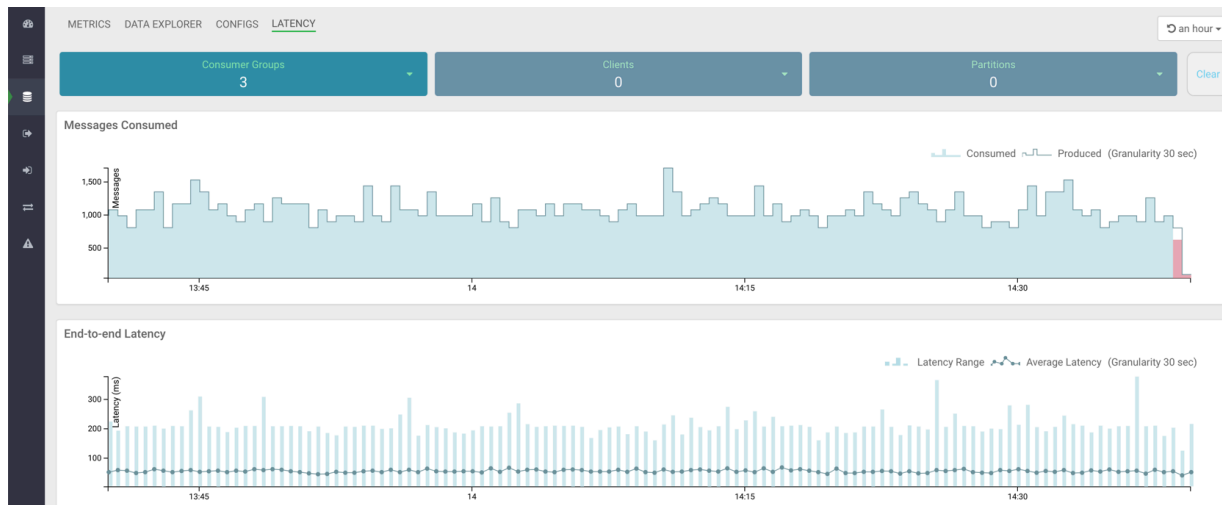 METRICS DATA EXPLORER CONFIGS LATENCY
an hour
Consumer Groups
3
Clients
0
Partitions
0
Clear
Messages Consumed
Consumed Produced (Granularity 30 sec)
Messages
1,500
1,000
500
13:45 14 14:15 14:30
End-to-end Latency
Latency Range Average Latency (Granularity 30 sec)
Latency (ms)
300
200
100
13:45 14 14:15 14:30